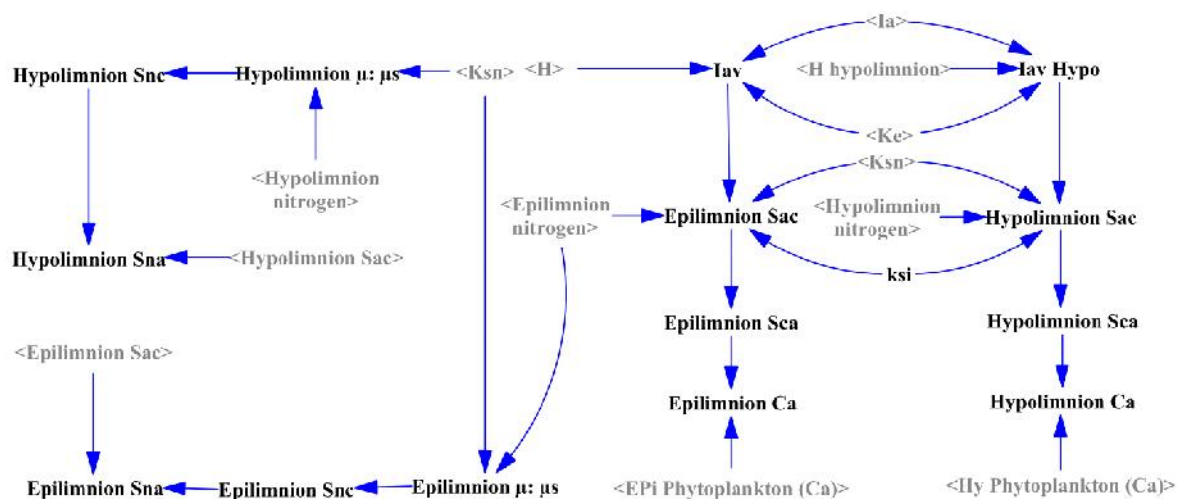 <Ia>
Hypolimnion Snc
Hypolimnion µ: µs
<Ksn>
<H>
Iav
<H hypolimnion>
Iav Hypo
<Ke>
<Ksn>
<Hypolimnion
nitrogen>
<Epilimnion
nitrogen>
Epilimnion Sac
<Hypolimnion
nitrogen>
Hypolimnion Sac
Hypolimnion Sna
<Hypolimnion Sac>
ksi
Epilimnion Sca
Hypolimnion Sca
<Epilimnion Sac>
Epilimnion Ca
Hypolimnion Ca
Epilimnion Sna
Epilimnion Snc
Epilimnion µ: µs
<EPi Phytoplankton (Ca)>
<Hy Phytoplankton (Ca)>